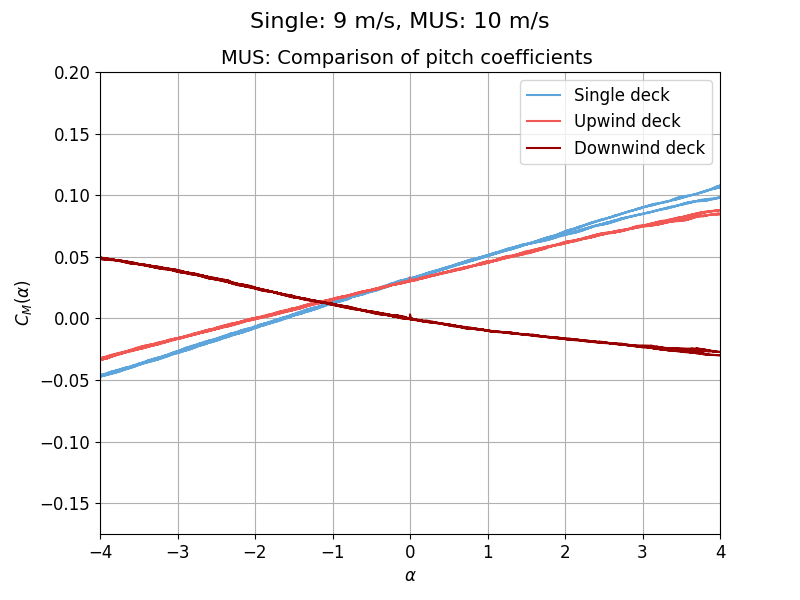 Single: 9 m/s, MUS: 10 m/s
MUS: Comparison of pitch coefficients
0.20
0.15
0.10
0.05
0.00
−0.05
−0.10
−0.15
C_M(α)
Single deck
Upwind deck
Downwind deck
−4 −3 −2 −1 0 1 2 3 4
α